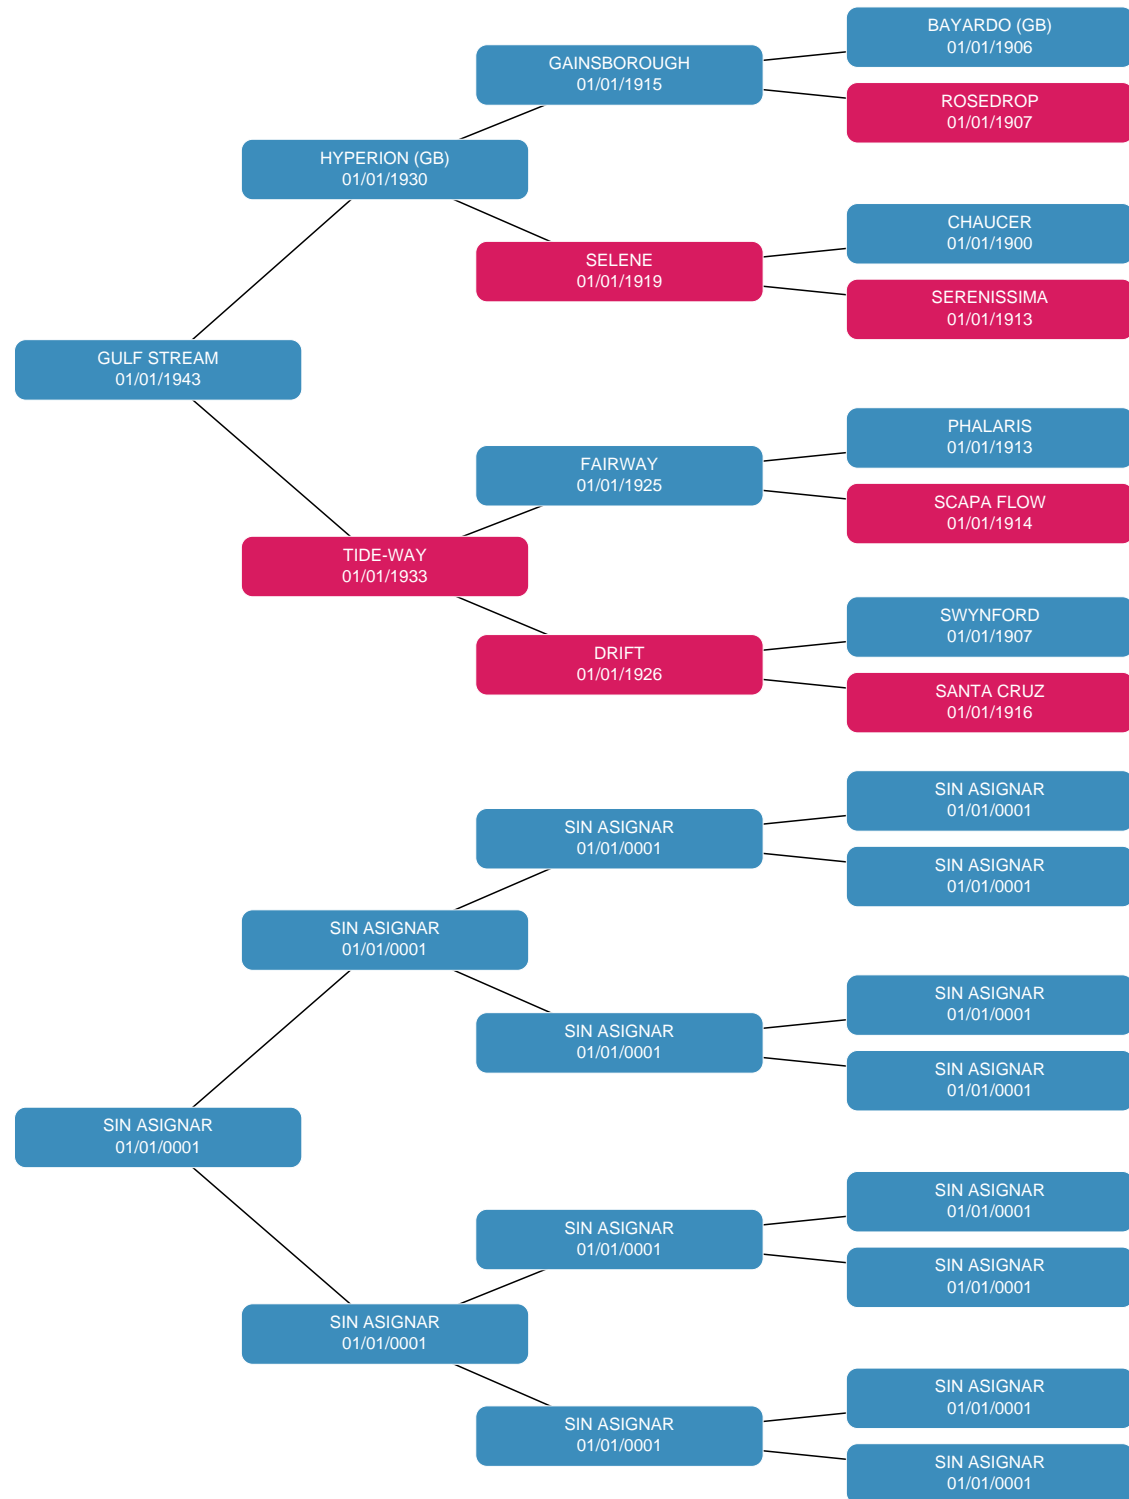 BAYARDO (GB)
01/01/1906
GAINSBOROUGH
01/01/1915
ROSEDROP
01/01/1907
HYPERION (GB)
01/01/1930
CHAUCER
01/01/1900
SELENE
01/01/1919
SERENISSIMA
01/01/1913
GULF STREAM
01/01/1943
PHALARIS
01/01/1913
FAIRWAY
01/01/1925
SCAPA FLOW
01/01/1914
TIDE-WAY
01/01/1933
SWYNFORD
01/01/1907
DRIFT
01/01/1926
SANTA CRUZ
01/01/1916
SIN ASIGNAR
01/01/0001
SIN ASIGNAR
01/01/0001
SIN ASIGNAR
01/01/0001
SIN ASIGNAR
01/01/0001
SIN ASIGNAR
01/01/0001
SIN ASIGNAR
01/01/0001
SIN ASIGNAR
01/01/0001
SIN ASIGNAR
01/01/0001
SIN ASIGNAR
01/01/0001
SIN ASIGNAR
01/01/0001
SIN ASIGNAR
01/01/0001
SIN ASIGNAR
01/01/0001
SIN ASIGNAR
01/01/0001
SIN ASIGNAR
01/01/0001
SIN ASIGNAR
01/01/0001